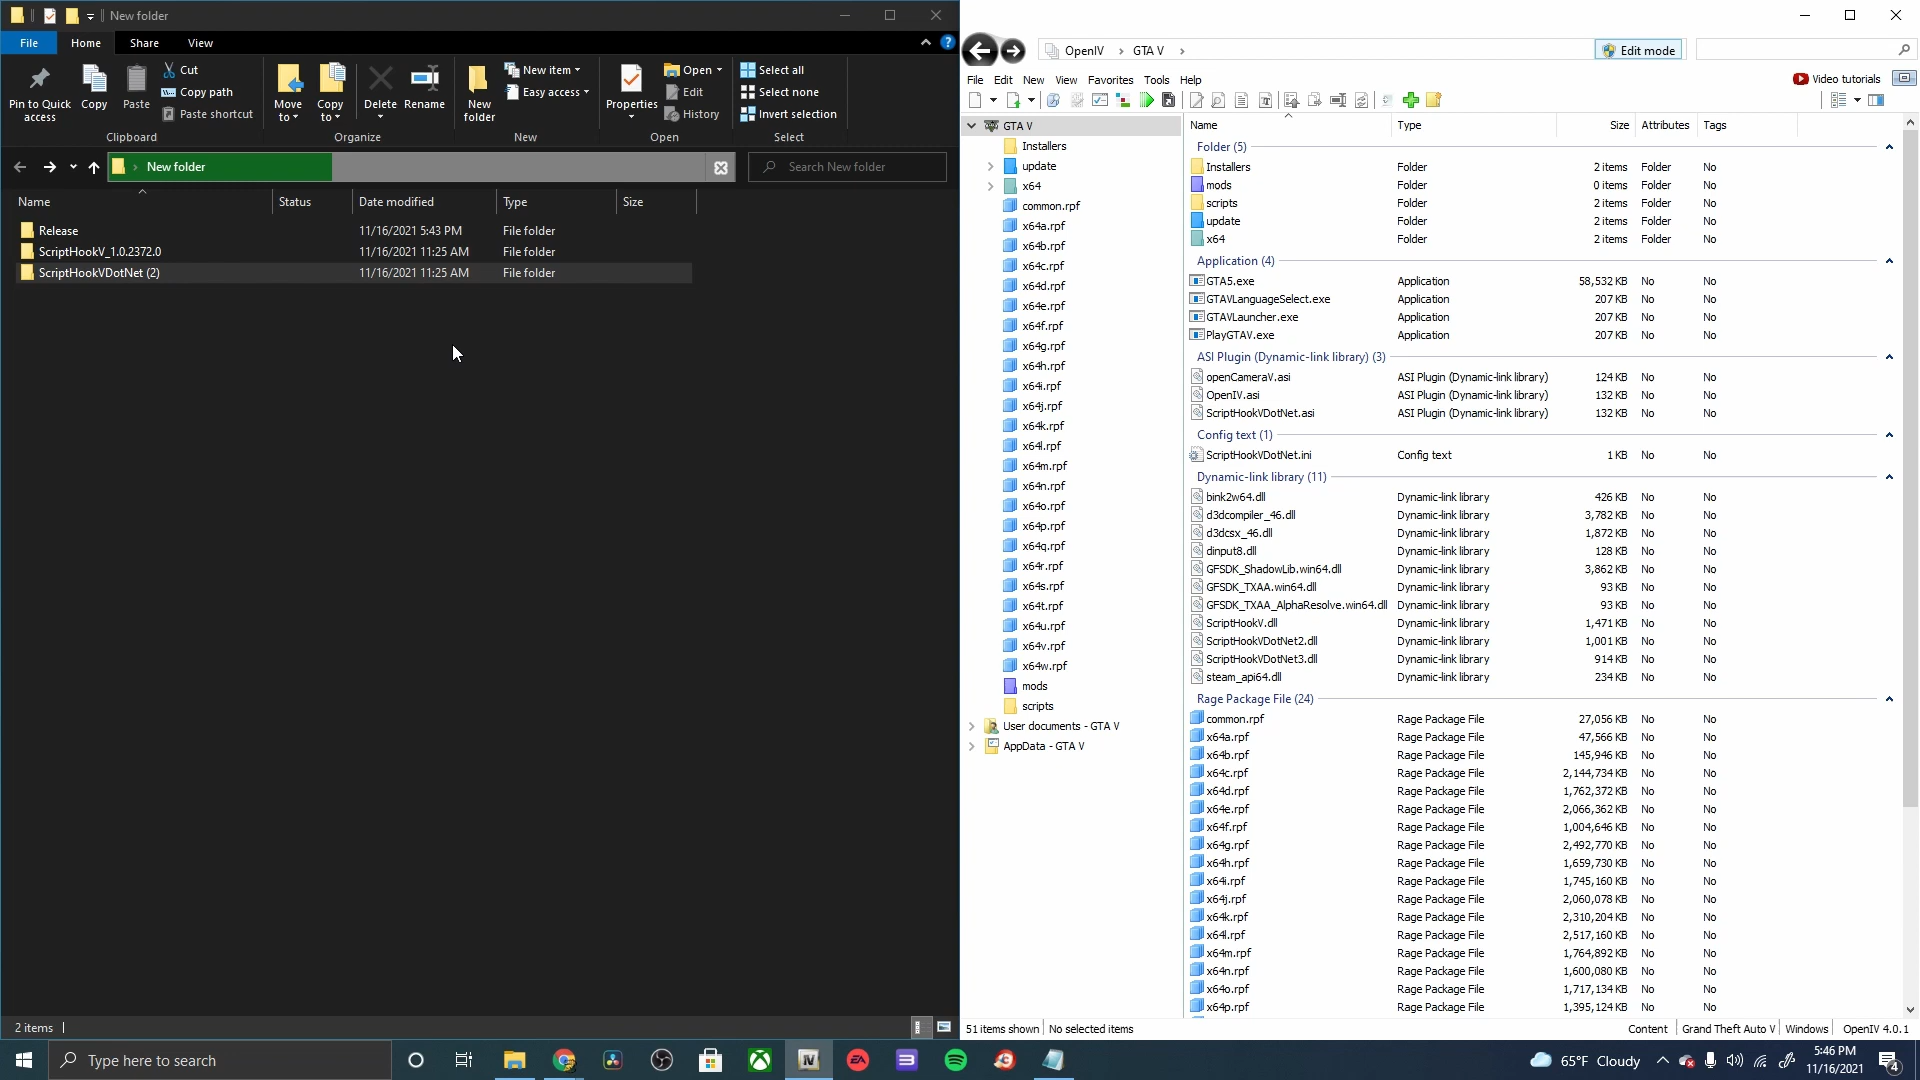 New folder
File Home Share View
Pin to Quick access
Copy
Paste
Cut
Copy path
Paste shortcut
Clipboard
Move to
Copy to
Delete
Rename
Organize
New folder
New item
Easy access
New
Properties
Open
Edit
History
Open
Select all
Select none
Invert selection
Select
New folder
Search New folder
Name Status Date modified Type Size
Release 11/16/2021 5:43 PM File folder
ScriptHookV_1.0.2372.0 11/16/2021 11:25 AM File folder
ScriptHookVDotNet (2) 11/16/2021 11:25 AM File folder
2 items
OpenIV GTA V
Edit mode
File Edit New View Favorites Tools Help
Video tutorials
GTA V
Installers
update
x64
common.rpf
x64a.rpf
x64b.rpf
x64c.rpf
x64d.rpf
x64e.rpf
x64f.rpf
x64g.rpf
x64h.rpf
x64i.rpf
x64j.rpf
x64k.rpf
x64l.rpf
x64m.rpf
x64n.rpf
x64o.rpf
x64p.rpf
x64q.rpf
x64r.rpf
x64s.rpf
x64t.rpf
x64u.rpf
x64v.rpf
x64w.rpf
mods
scripts
User documents - GTA V
AppData - GTA V
Name Type Size Attributes Tags
Folder (5)
Installers Folder 2 items Folder No
mods Folder 0 items Folder No
scripts Folder 2 items Folder No
update Folder 2 items Folder No
x64 Folder 2 items Folder No
Application (4)
GTA5.exe Application 58,532 KB No No
GTAVLanguageSelect.exe Application 207 KB No No
GTAVLauncher.exe Application 207 KB No No
PlayGTAV.exe Application 207 KB No No
ASI Plugin (Dynamic-link library) (3)
openCameraV.asi ASI Plugin (Dynamic-link library) 124 KB No No
OpenIV.asi ASI Plugin (Dynamic-link library) 132 KB No No
ScriptHookVDotNet.asi ASI Plugin (Dynamic-link library) 132 KB No No
Config text (1)
ScriptHookVDotNet.ini Config text 1 KB No No
Dynamic-link library (11)
bink2w64.dll Dynamic-link library 426 KB No No
d3dcompiler_46.dll Dynamic-link library 3,782 KB No No
d3dcsx_46.dll Dynamic-link library 1,872 KB No No
dinput8.dll Dynamic-link library 128 KB No No
GFSDK_ShadowLib.win64.dll Dynamic-link library 3,862 KB No No
GFSDK_TXAA.win64.dll Dynamic-link library 93 KB No No
GFSDK_TXAA_AlphaResolve.win64.dll Dynamic-link library 93 KB No No
ScriptHookV.dll Dynamic-link library 1,471 KB No No
ScriptHookVDotNet2.dll Dynamic-link library 1,001 KB No No
ScriptHookVDotNet3.dll Dynamic-link library 914 KB No No
steam_api64.dll Dynamic-link library 234 KB No No
Rage Package File (24)
common.rpf Rage Package File 27,056 KB No No
x64a.rpf Rage Package File 47,566 KB No No
x64b.rpf Rage Package File 145,946 KB No No
x64c.rpf Rage Package File 2,144,734 KB No No
x64d.rpf Rage Package File 1,762,372 KB No No
x64e.rpf Rage Package File 2,066,362 KB No No
x64f.rpf Rage Package File 1,004,646 KB No No
x64g.rpf Rage Package File 2,492,770 KB No No
x64h.rpf Rage Package File 1,659,730 KB No No
x64i.rpf Rage Package File 1,745,160 KB No No
x64j.rpf Rage Package File 2,060,078 KB No No
x64k.rpf Rage Package File 2,310,204 KB No No
x64l.rpf Rage Package File 2,517,160 KB No No
x64m.rpf Rage Package File 1,764,892 KB No No
x64n.rpf Rage Package File 1,600,080 KB No No
x64o.rpf Rage Package File 1,717,134 KB No No
x64p.rpf Rage Package File 1,395,124 KB No No
51 items shown No selected items Content Grand Theft Auto V Windows OpenIV 4.0.1
Type here to search
65°F Cloudy
5:46 PM
11/16/2021
4